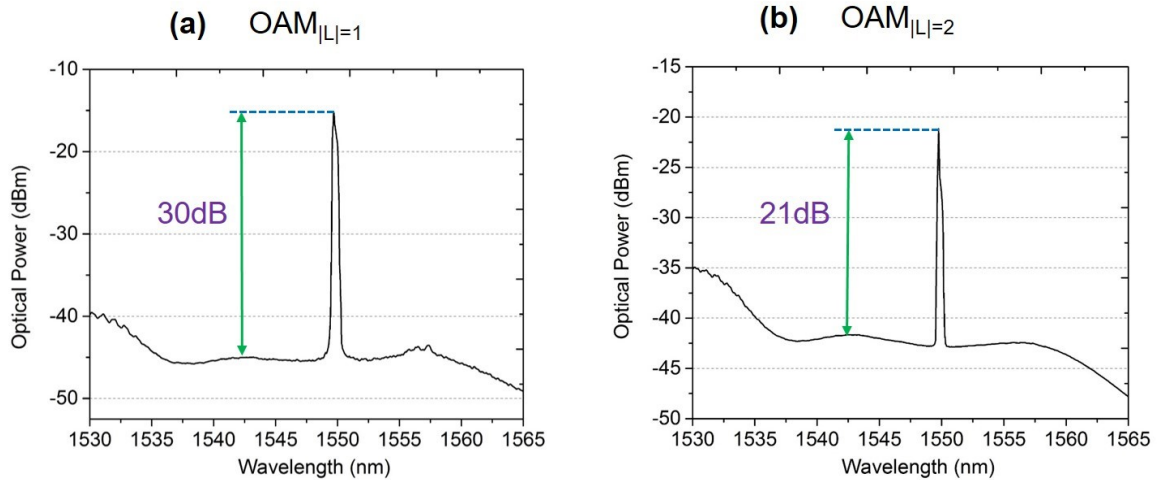 (a) OAM|L|=1
-10
-20
-30
-40
-50
Optical Power (dBm)
30dB
1530 1535 1540 1545 1550 1555 1560 1565
Wavelength (nm)
(b) OAM|L|=2
-15
-20
-25
-30
-35
-40
-45
-50
Optical Power (dBm)
21dB
1530 1535 1540 1545 1550 1555 1560 1565
Wavelength (nm)